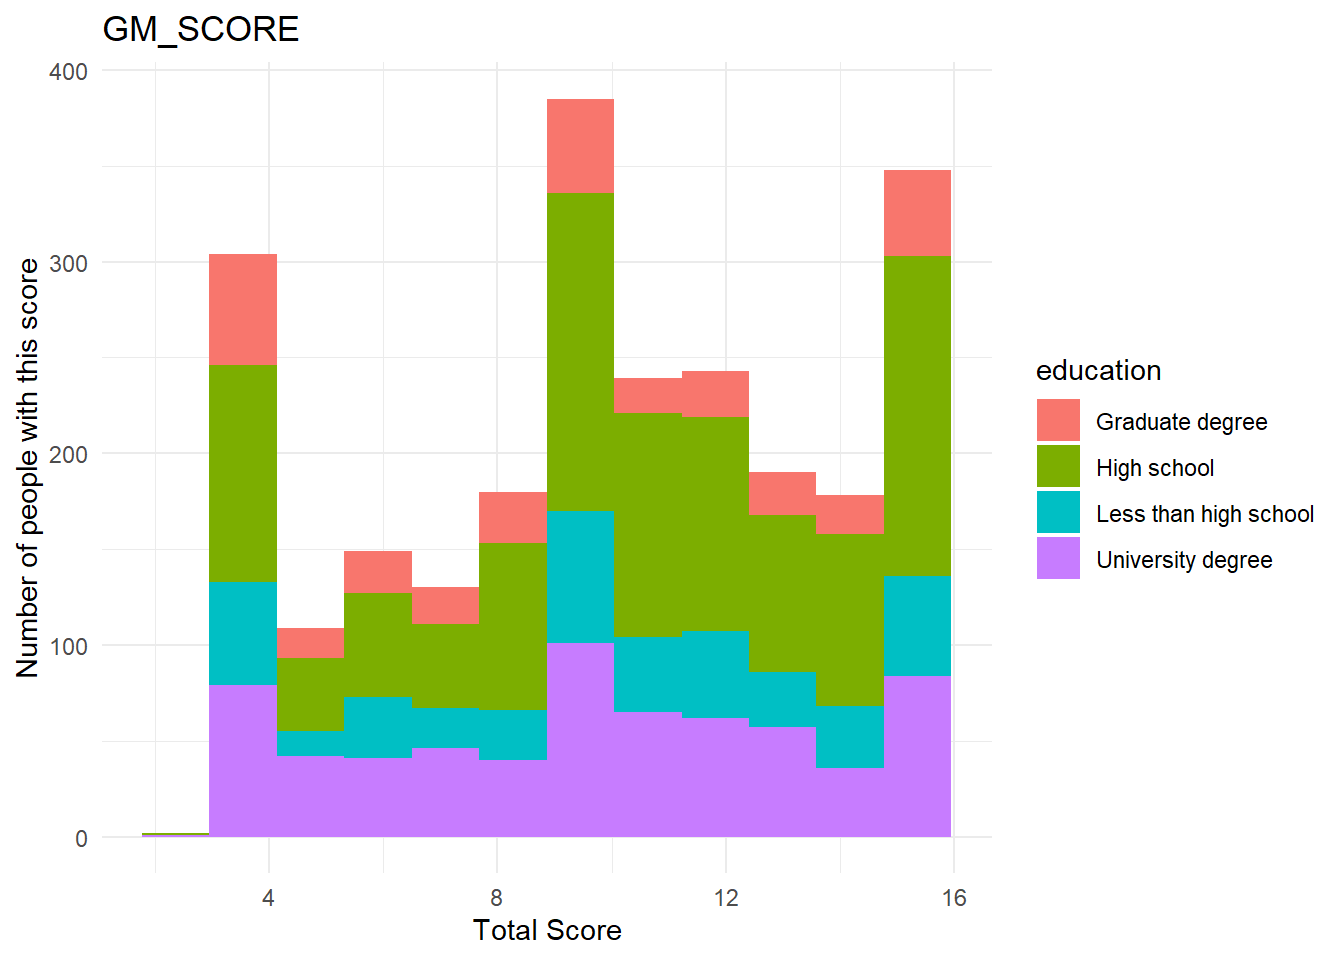 GM_SCORE
400
300
200
100
0
Number of people with this score
4 8 12 16
Total Score
education
Graduate degree
High school
Less than high school
University degree